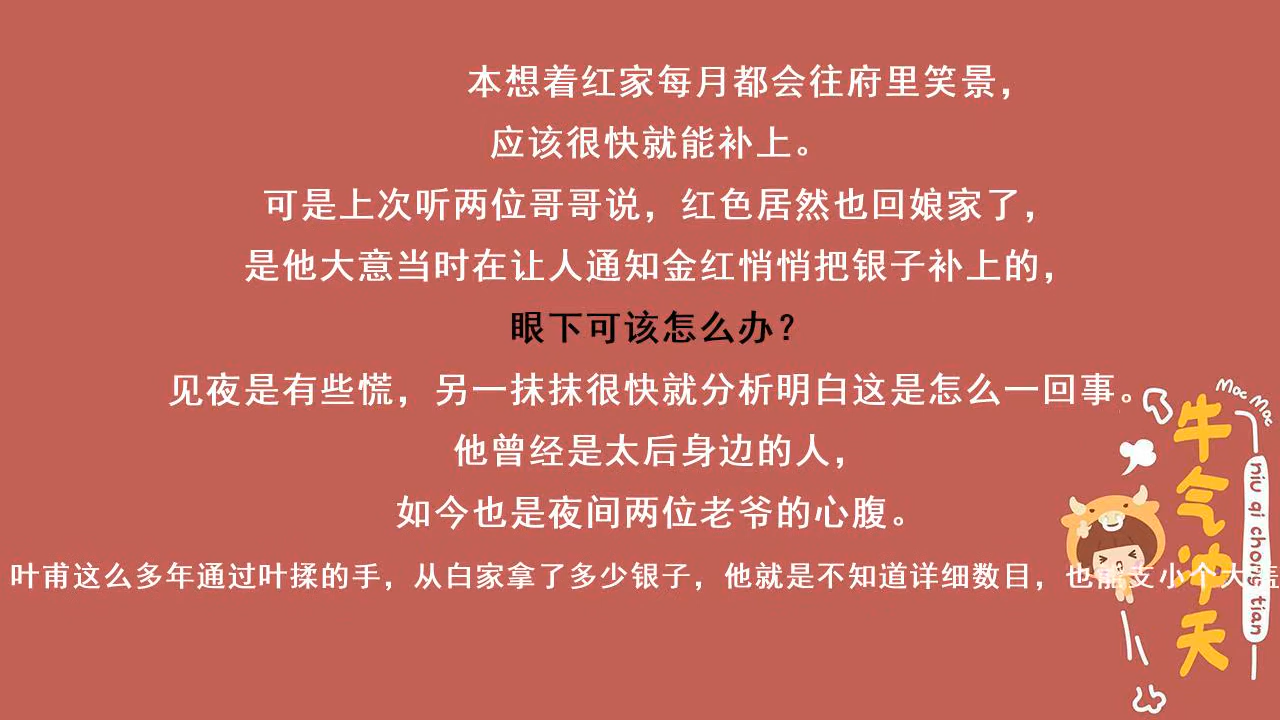 本想着红家每月都会往府里笑景，
应该很快就能补上。
可是上次听两位哥哥说，红色居然也回娘家了，
是他大意当时在让人通知金红悄悄把银子补上的，
眼下可该怎么办？
见夜是有些慌，另一抹抹很快就分析明白这是怎么一回事。
他曾经是太后身边的人，
如今也是夜间两位老爷的心腹。
叶甫这么多年通过叶揉的手，从白家拿了多少银子，他就是不知道详细数目，也能支小个大盖
Moc Moc
牛气冲天
niu qi chong tian